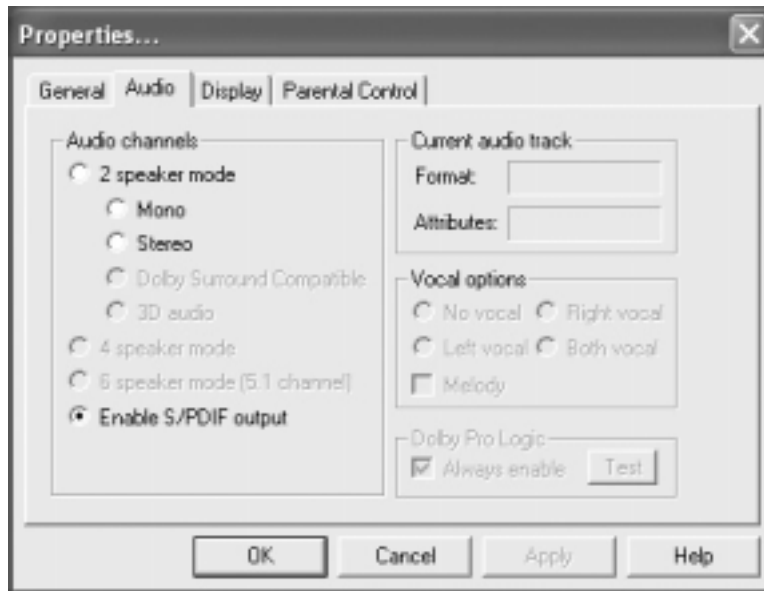 Properties...
General Audio Display Parental Control
Audio channels
2 speaker mode
Mono
Stereo
Dolby Surround Compatible
3D audio
4 speaker mode
6 speaker mode (5.1 channel)
Enable S/PDIF output
Current audio track
Format:
Attributes:
Vocal options
No vocal Right vocal
Left vocal Both vocal
Melody
Dolby Pro Logic
Always enable Test
OK Cancel Apply Help